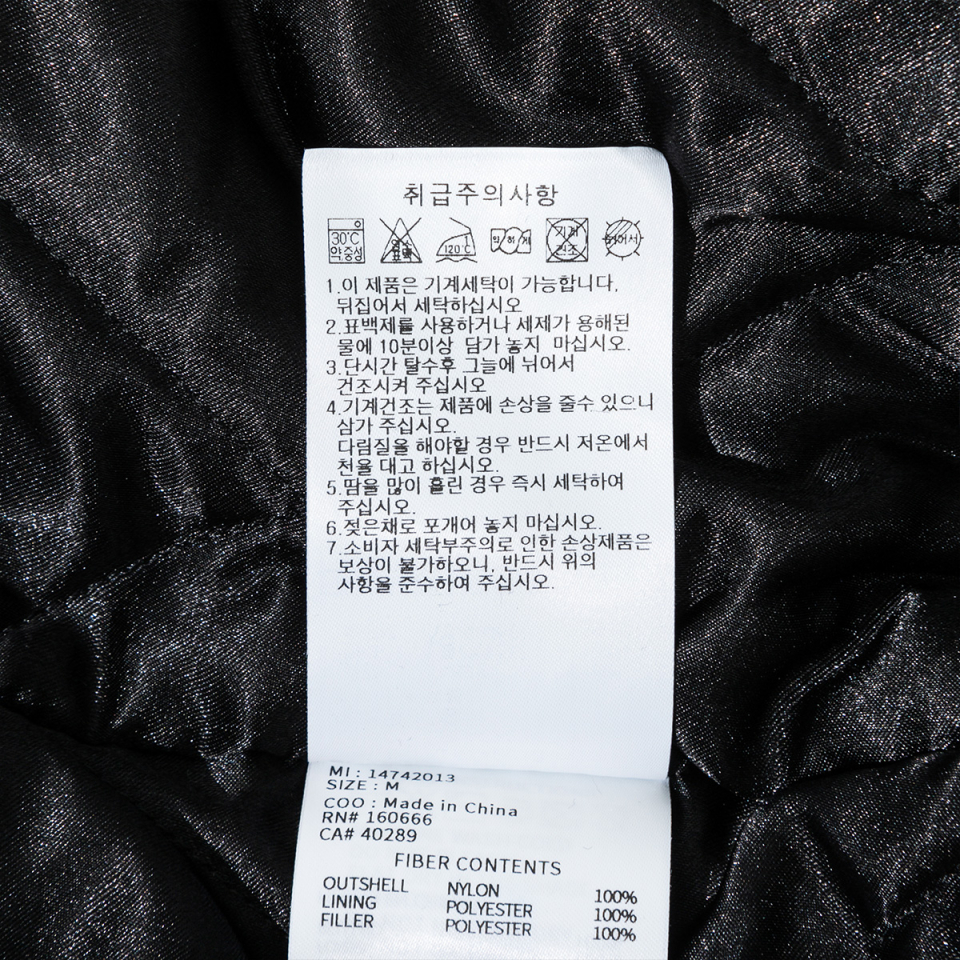 취급주의사항
30℃ 약중성 염소표백 120℃ 약하게 기계건조 뉘어서
1.이 제품은 기계세탁이 가능합니다,
뒤집어서 세탁하십시오
2.표백제를 사용하거나 세제가 용해된
물에 10분이상 담가 놓지 마십시오.
3.단시간 탈수후 그늘에 뉘어서
건조시켜 주십시오
4.기계건조는 제품에 손상을 줄수 있으니
삼가 주십시오.
다림질을 해야할 경우 반드시 저온에서
천을 대고 하십시오.
5.땀을 많이 흘린 경우 즉시 세탁하여
주십시오.
6.젖은채로 포개어 놓지 마십시오.
7.소비자 세탁부주의로 인한 손상제품은
보상이 불가하오니, 반드시 위의
사항을 준수하여 주십시오.
MI : 14742013
SIZE : M
COO : Made in China
RN# 160666
CA# 40289
FIBER CONTENTS
OUTSHELL NYLON 100%
LINING POLYESTER 100%
FILLER POLYESTER 100%